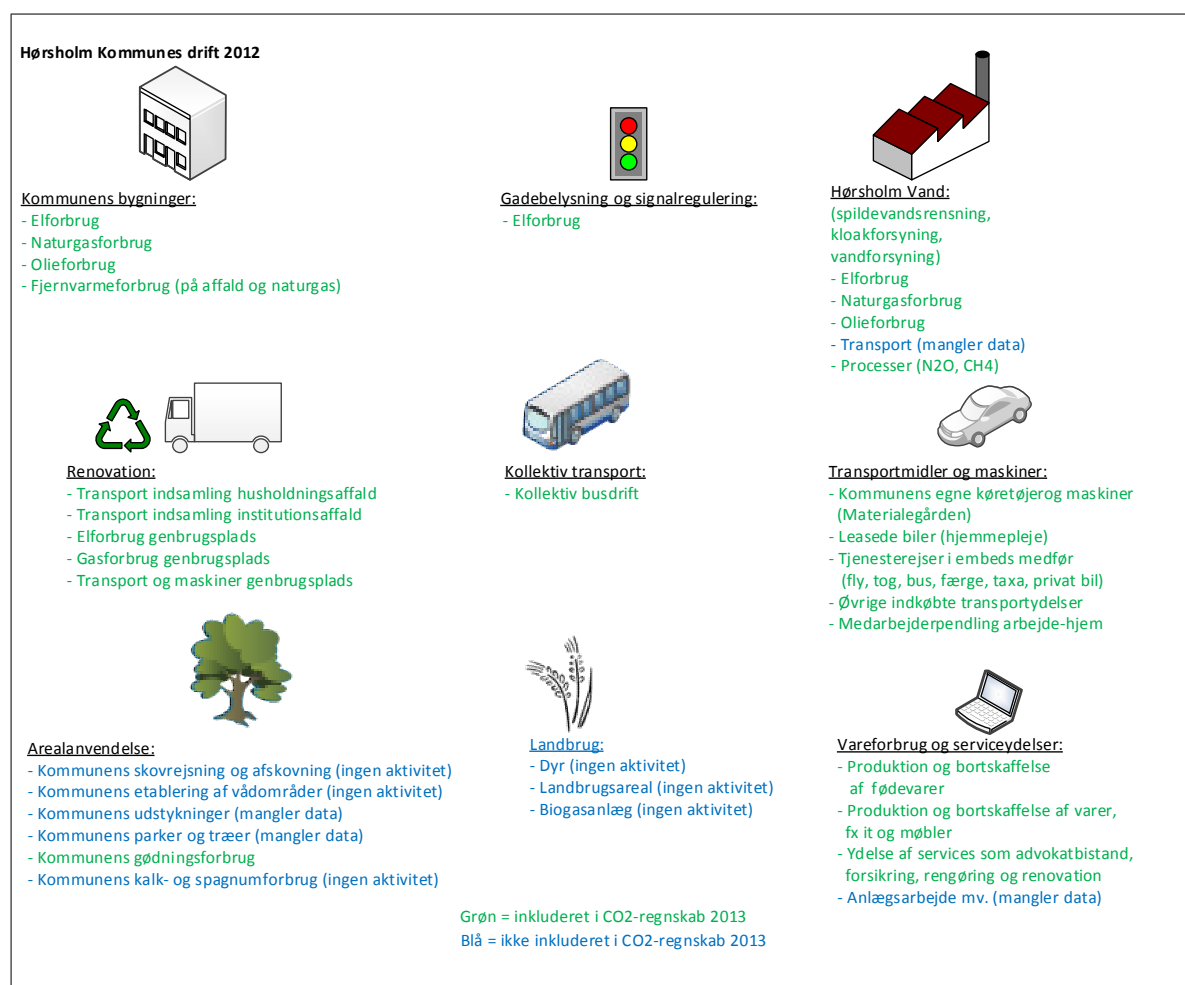 Hørsholm Kommunes drift 2012
Kommunens bygninger:
- Elforbrug
- Naturgasforbrug
- Olieforbrug
- Fjernvarmeforbrug (på affald og naturgas)
Gadebelysning og signalregulering:
- Elforbrug
Hørsholm Vand:
(spildevandsrensning,
kloakforsyning,
vandforsyning)
- Elforbrug
- Naturgasforbrug
- Olieforbrug
- Transport (mangler data)
- Processer (N2O, CH4)
Renovation:
- Transport indsamling husholdningsaffald
- Transport indsamling institutionsaffald
- Elforbrug genbrugsplads
- Gasforbrug genbrugsplads
- Transport og maskiner genbrugsplads
Kollektiv transport:
- Kollektiv busdrift
Transportmidler og maskiner:
- Kommunens egne køretøjerog maskiner
(Materialegården)
- Leasede biler (hjemmepleje)
- Tjenesterejser i embeds medfør
(fly, tog, bus, færge, taxa, privat bil)
- Øvrige indkøbte transportydelser
- Medarbejderpendling arbejde-hjem
Arealanvendelse:
- Kommunens skovrejsning og afskovning (ingen aktivitet)
- Kommunens etablering af vådområder (ingen aktivitet)
- Kommunens udstykninger (mangler data)
- Kommunens parker og træer (mangler data)
- Kommunens gødningsforbrug
- Kommunens kalk- og spagnumforbrug (ingen aktivitet)
Landbrug:
- Dyr (ingen aktivitet)
- Landbrugsareal (ingen aktivitet)
- Biogasanlæg (ingen aktivitet)
Vareforbrug og serviceydelser:
- Produktion og bortskaffelse
af fødevarer
- Produktion og bortskaffelse af varer,
fx it og møbler
- Ydelse af services som advokatbistand,
forsikring, rengøring og renovation
- Anlægsarbejde mv. (mangler data)
Grøn = inkluderet i CO2-regnskab 2013
Blå = ikke inkluderet i CO2-regnskab 2013